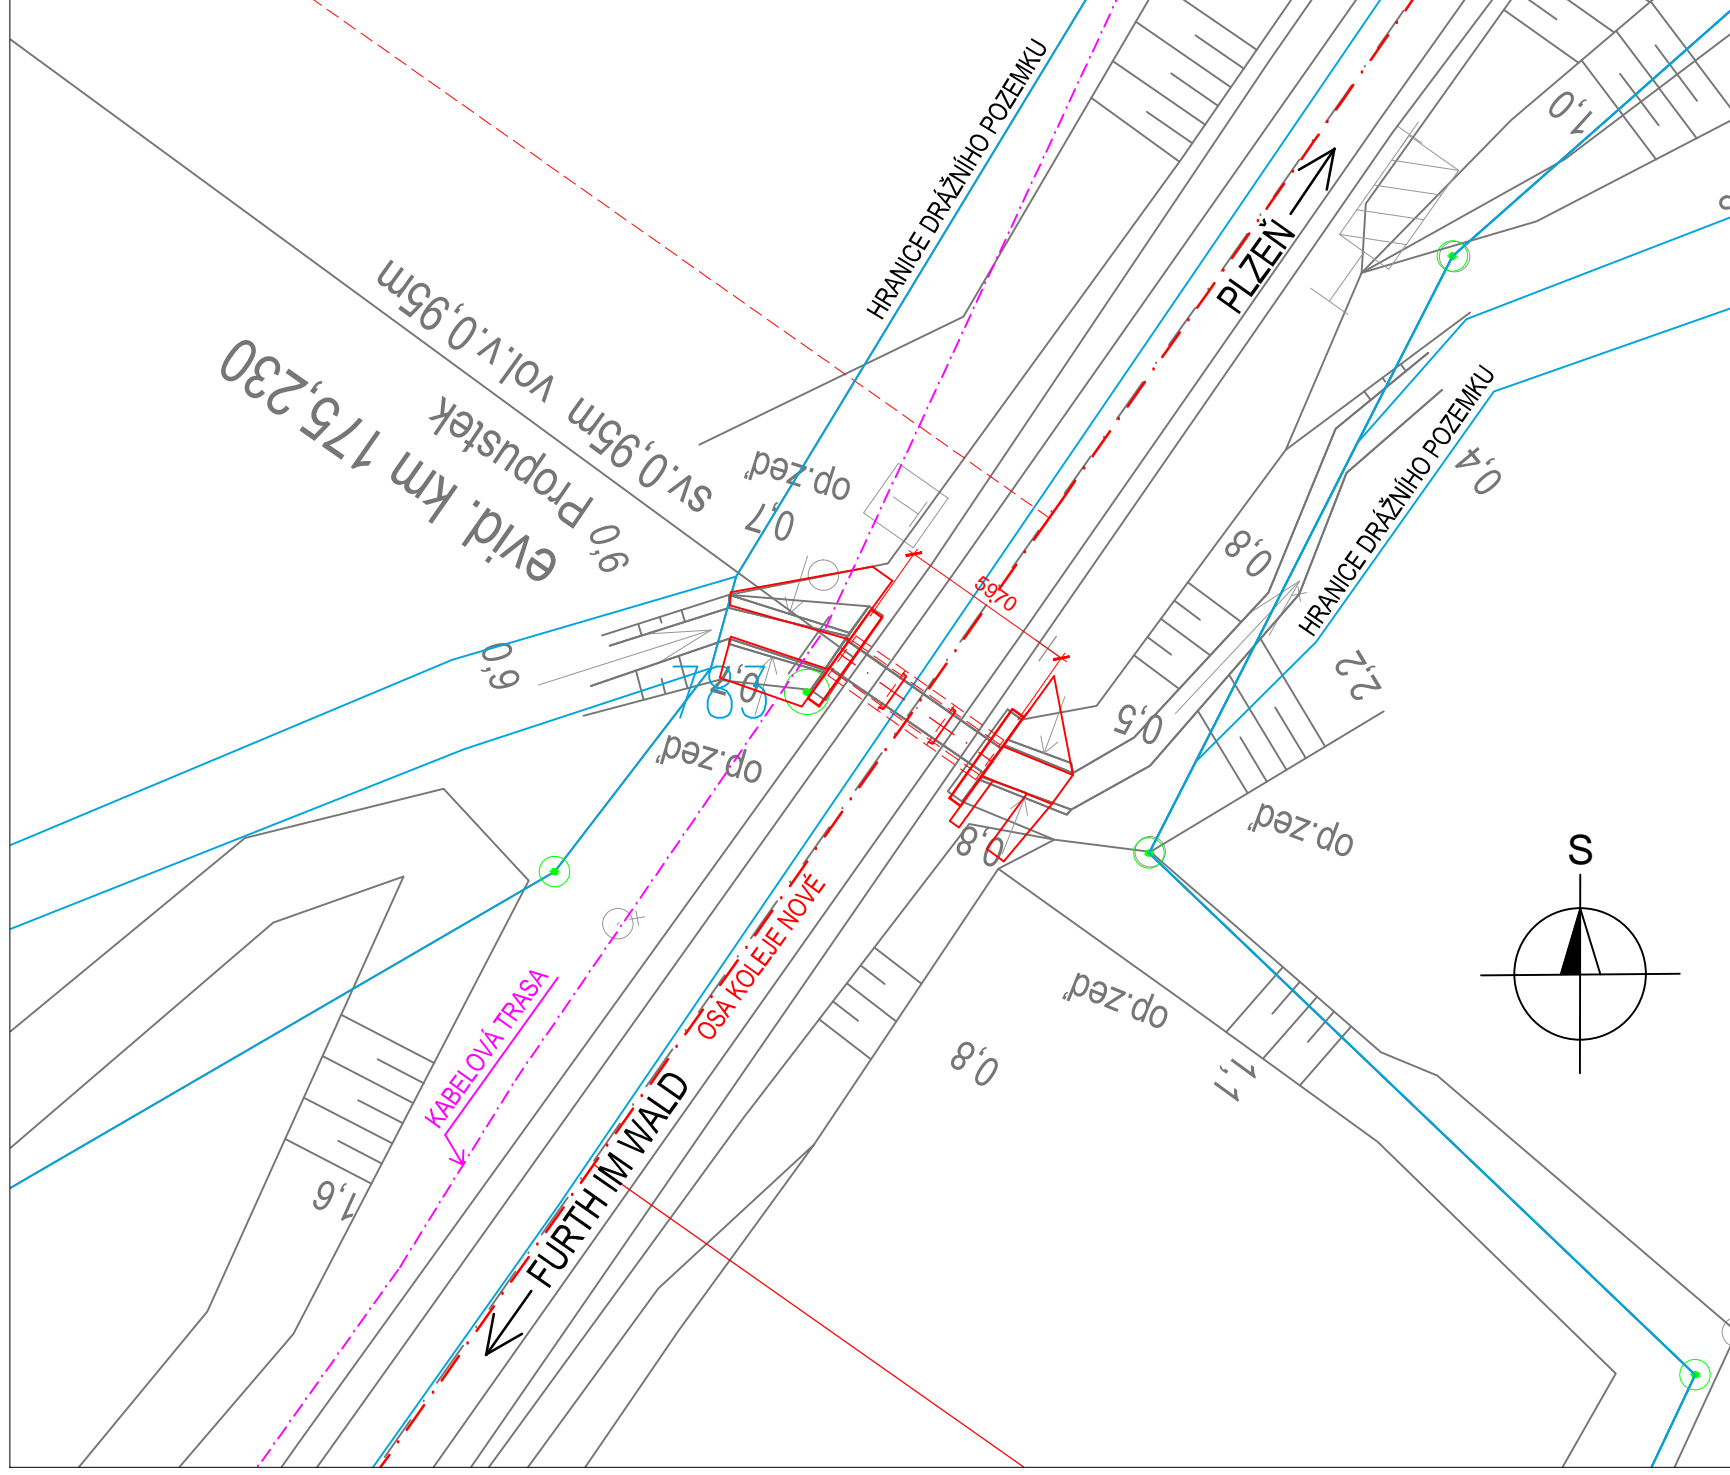 HRANICE DRÁŽNÍHO POZEMKU
1,0
PLZEŇ
evid. km 175,230
Propustek
sv.0,95m vol.v.0,95m
0,6
op.zeď
0,7
5970
HRANICE DRÁŽNÍHO POZEMKU
0,4
0,8
2,2
0,5
0,9
783
0,7
op.zeď
0,8
op.zeď
S
OSA KOLEJE NOVÉ
op.zeď
KABELOVÁ TRASA
0,8
1,1
FURTH IM WALD
1,6